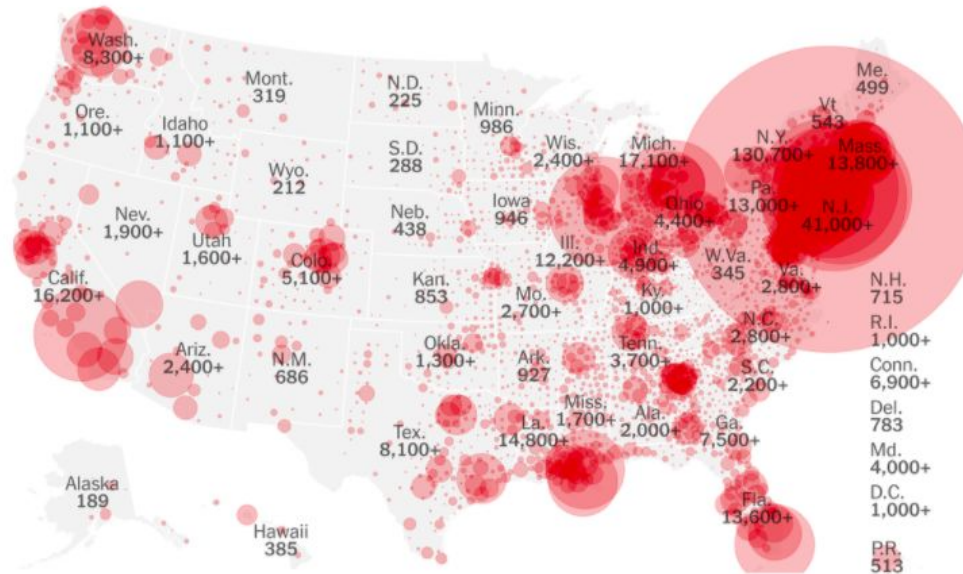 Wash.
8,300+
Ore.
1,100+
Idaho
1,100+
Mont.
319
N.D.
225
Minn.
986
Wis.
2,400+
Mich.
17,100+
N.Y.
130,700+
Vt
543
Me.
499
Mass.
13,800+
S.D.
288
Wyo.
212
Nev.
1,900+
Utah
1,600+
Colo.
5,100+
Neb.
438
Iowa
946
Ill.
12,200+
Ind.
4,900+
Ohio
4,400+
Pa.
13,000+
N.J.
41,000+
Calif.
16,200+
Kan.
853
Mo.
2,700+
Ky.
1,000+
W.Va.
345
Va.
2,800+
N.H.
715
Ariz.
2,400+
N.M.
686
Okla.
1,300+
Ark.
927
Tenn.
3,700+
N.C.
2,800+
R.I.
1,000+
S.C.
2,200+
Conn.
6,900+
Tex.
8,100+
La.
14,800+
Miss.
1,700+
Ala.
2,000+
Ga.
7,500+
Del.
783
Md.
4,000+
Alaska
189
Hawaii
385
Fla.
13,600+
D.C.
1,000+
P.R.
513